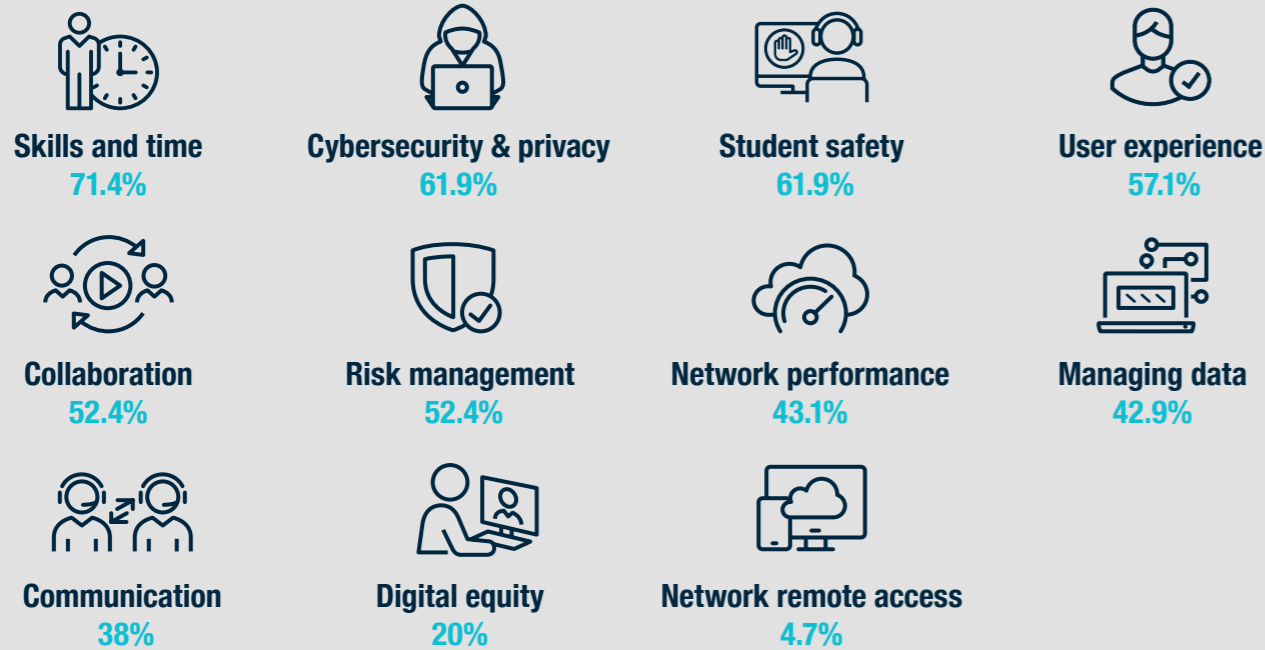 Skills and time
71.4%
Cybersecurity & privacy
61.9%
Student safety
61.9%
User experience
57.1%
Collaboration
52.4%
Risk management
52.4%
Network performance
43.1%
Managing data
42.9%
Communication
38%
Digital equity
20%
Network remote access
4.7%